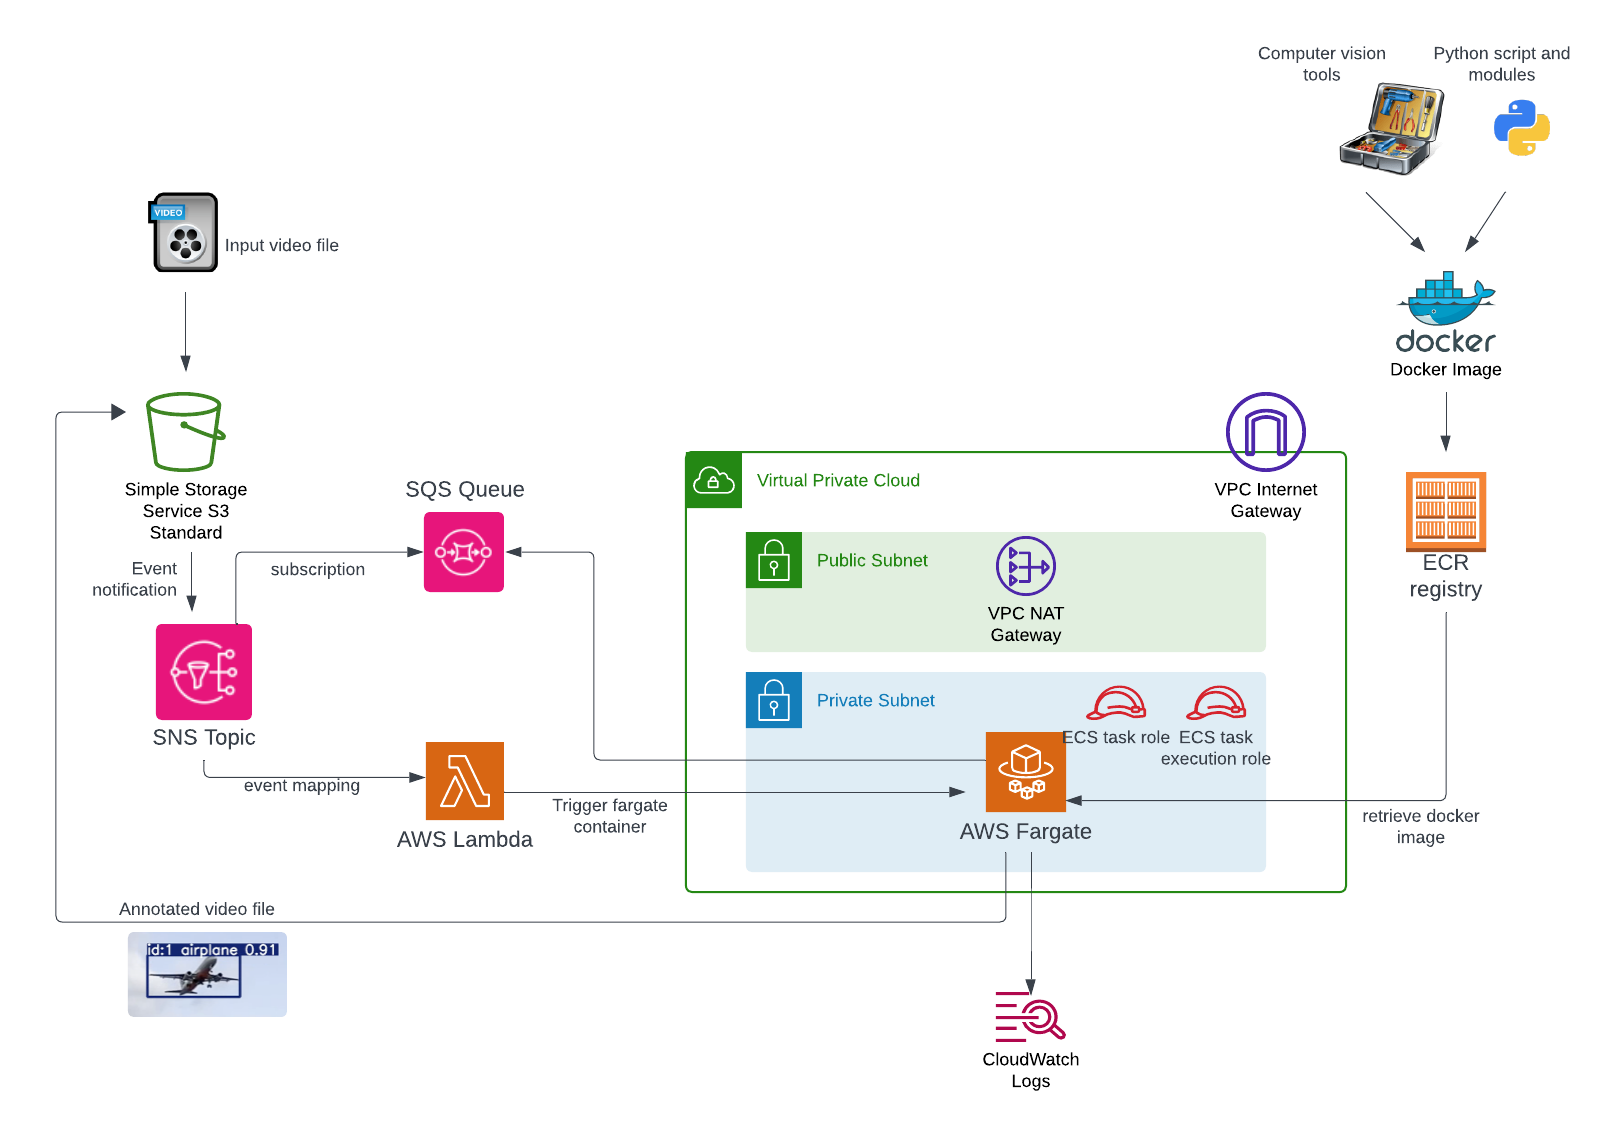 Computer vision
tools
Python script and
modules
VIDEO
Input video file
docker
Docker Image
Simple Storage
Service S3
Standard
SQS Queue
Virtual Private Cloud
VPC Internet
Gateway
Event
notification
subscription
Public Subnet
VPC NAT
Gateway
ECR
registry
SNS Topic
Private Subnet
ECS task role
ECS task
execution role
event mapping
AWS Lambda
Trigger fargate
container
AWS Fargate
retrieve docker
image
Annotated video file
id:1 airplane 0.91
CloudWatch
Logs